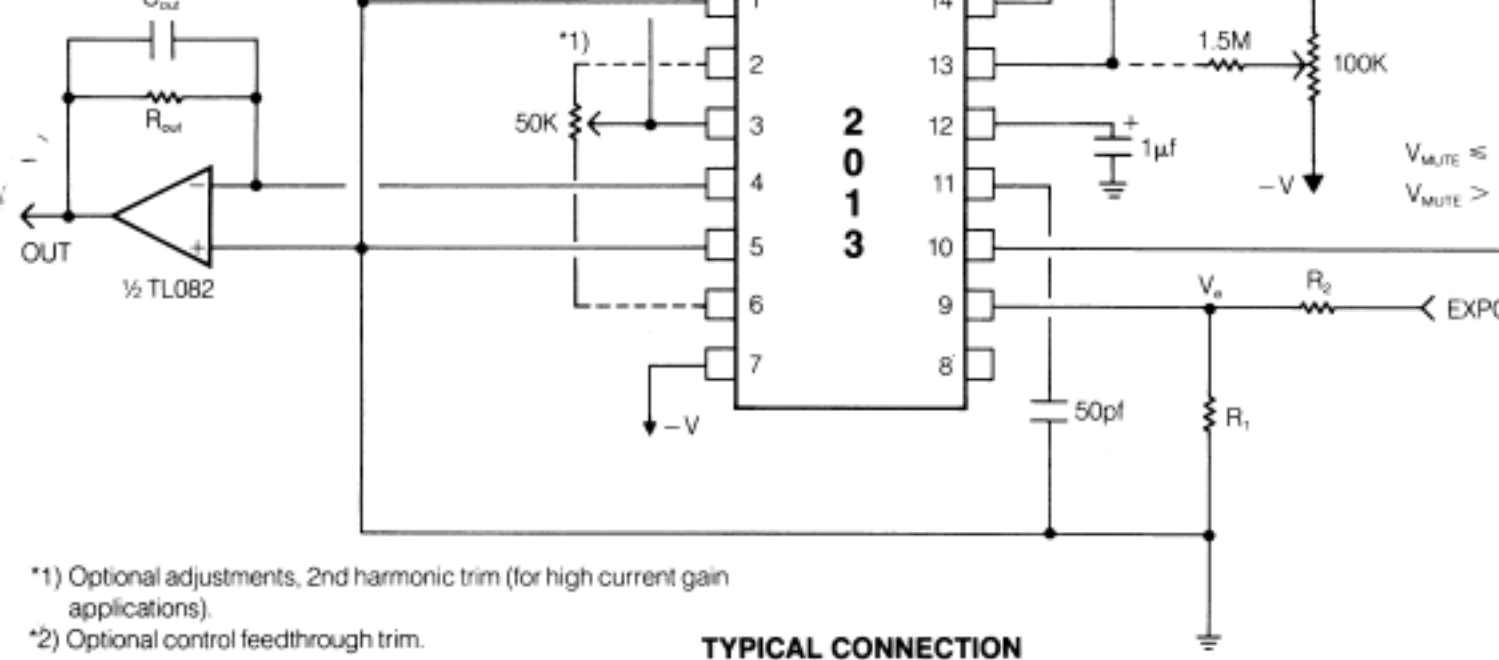 1
14
*1)
2
13
1.5M
100K
50K
3
12
+
1µf
R_out
2
0
1
3
V_MUTE ≤
V_MUTE >
−
4
11
−V
OUT
+
5
10
½ TL082
6
9
V_e
R_2
7
8
−V
50pf
R_1
*1) Optional adjustments, 2nd harmonic trim (for high current gain
applications).
*2) Optional control feedthrough trim.
TYPICAL CONNECTION